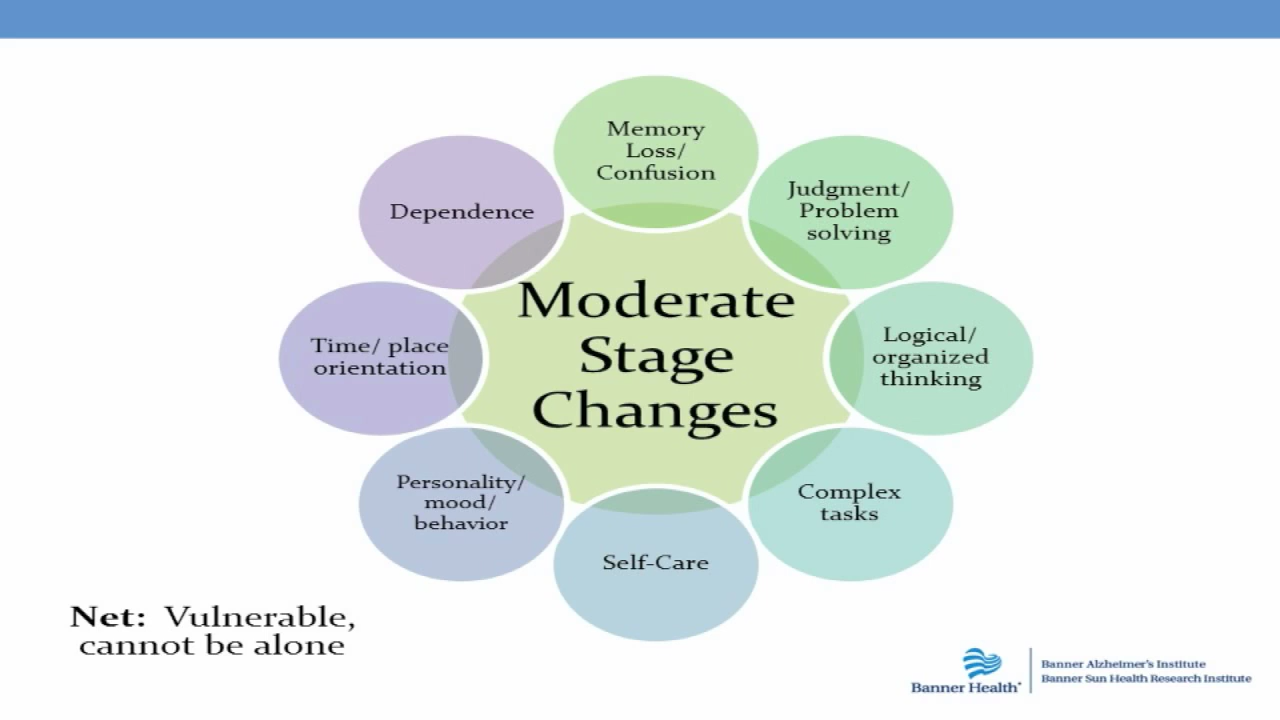 Memory
Loss/
Confusion
Judgment/
Problem
solving
Logical/
organized
thinking
Complex
tasks
Self-Care
Personality/
mood/
behavior
Time/ place
orientation
Dependence
Moderate
Stage
Changes
Net:  Vulnerable,
cannot be alone
Banner Health
Banner Alzheimer's Institute
Banner Sun Health Research Institute